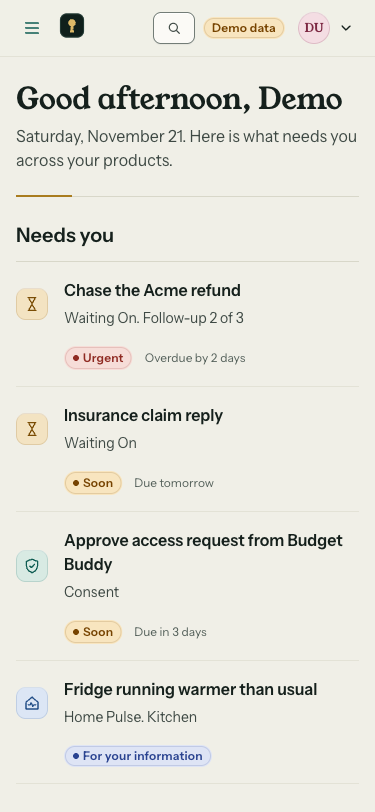 Demo data
DU
Good afternoon, Demo
Saturday, November 21. Here is what needs you
across your products.
Needs you
Chase the Acme refund
Waiting On. Follow-up 2 of 3
Urgent
Overdue by 2 days
Insurance claim reply
Waiting On
Soon
Due tomorrow
Approve access request from Budget
Buddy
Consent
Soon
Due in 3 days
Fridge running warmer than usual
Home Pulse. Kitchen
For your information